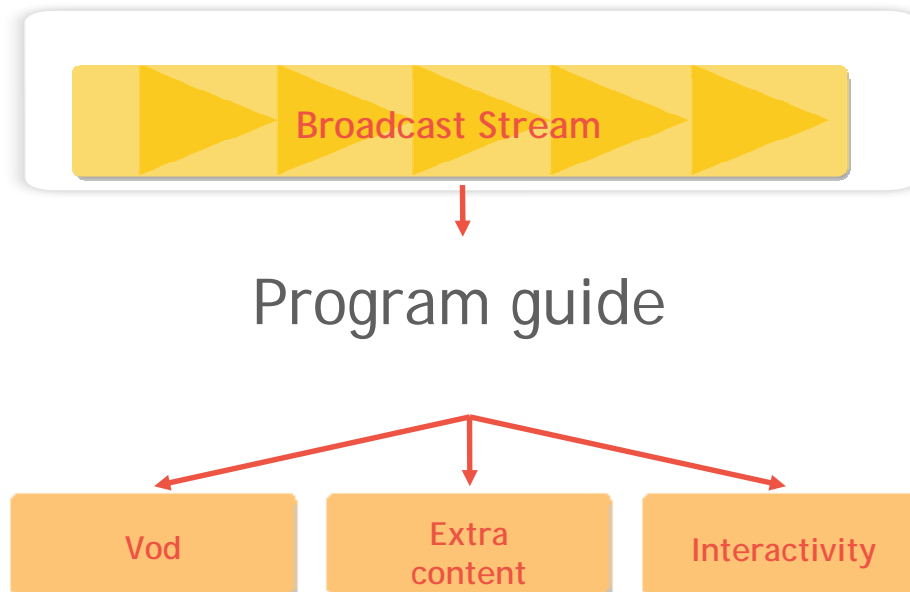 Broadcast Stream
Program guide
Vod
Extra
content
Interactivity